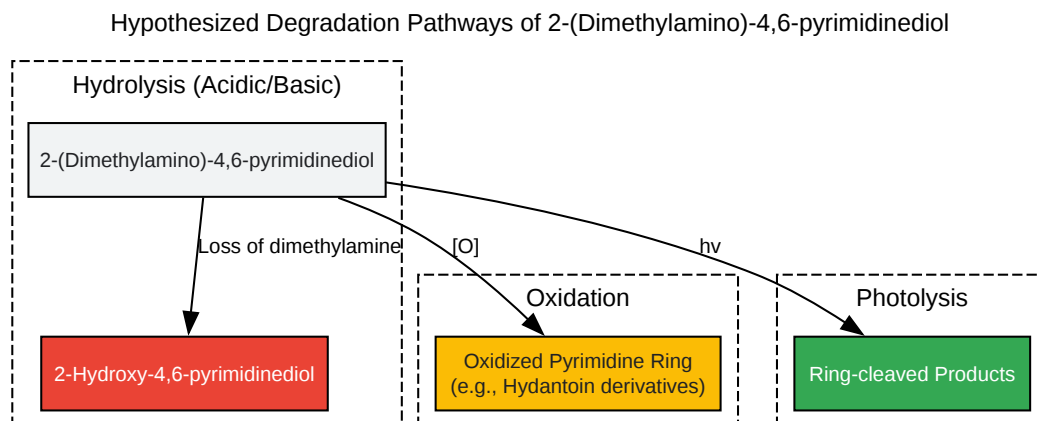 Hypothesized Degradation Pathways of 2-(Dimethylamino)-4,6-pyrimidinediol
Hydrolysis (Acidic/Basic)
2-(Dimethylamino)-4,6-pyrimidinediol
Loss of dimethylamine
[O]
hv
Oxidation
Photolysis
2-Hydroxy-4,6-pyrimidinediol
Oxidized Pyrimidine Ring
(e.g., Hydantoin derivatives)
Ring-cleaved Products